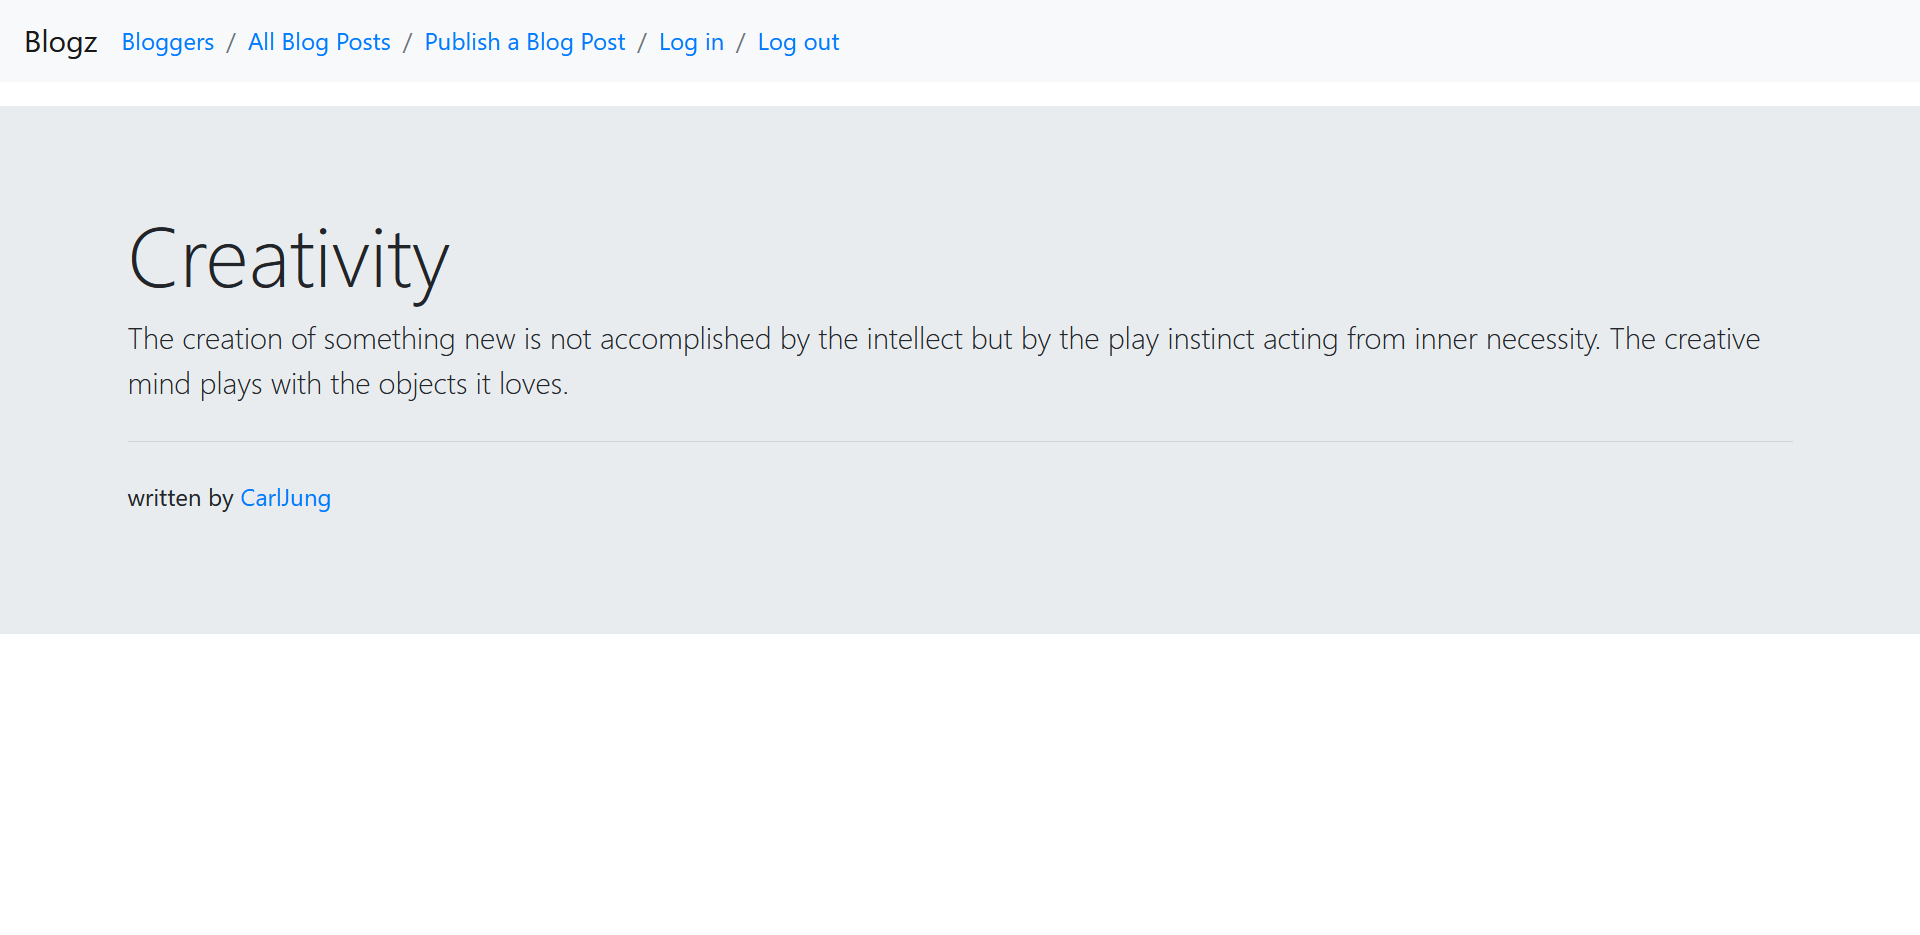 Blogz Bloggers / All Blog Posts / Publish a Blog Post / Log in / Log out
Creativity
The creation of something new is not accomplished by the intellect but by the play instinct acting from inner necessity. The creative
mind plays with the objects it loves.
written by CarlJung